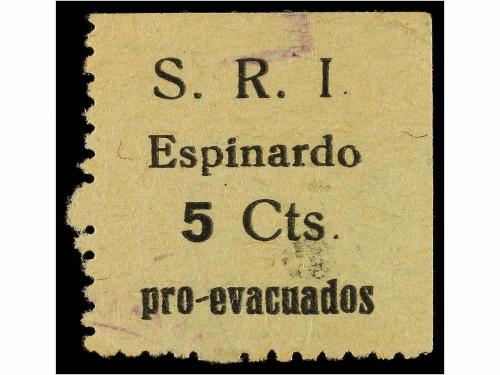 S. R. I.
Espinardo
5 Cts.
pro-evacuados